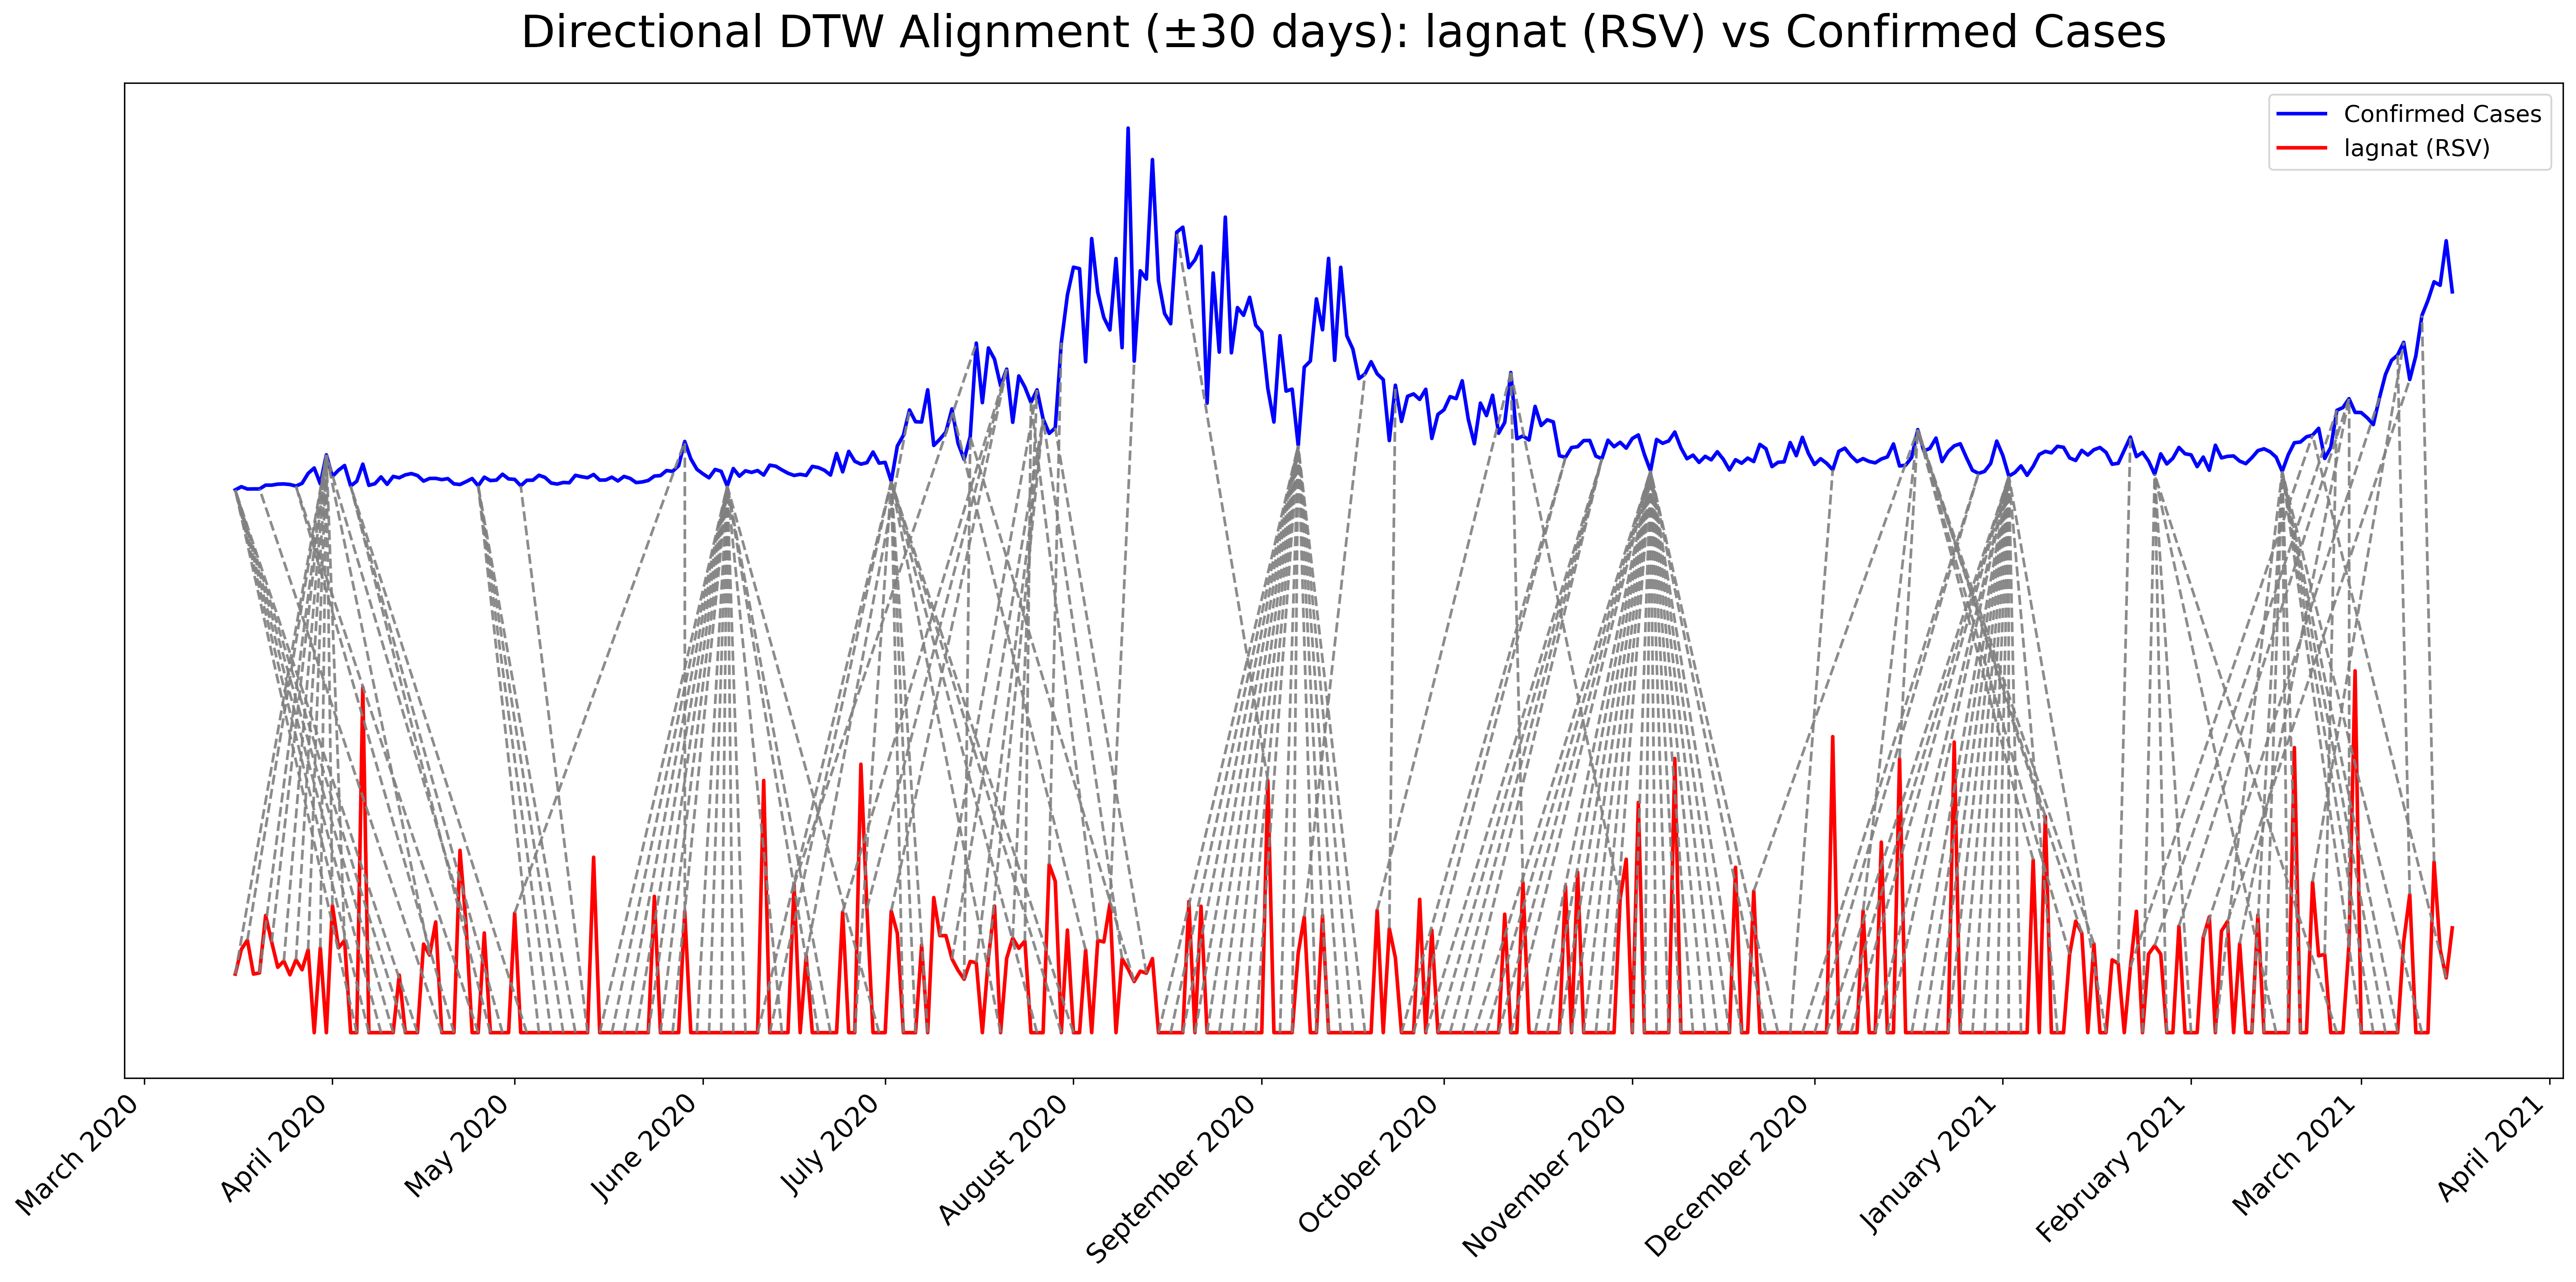 Directional DTW Alignment (±30 days): lagnat (RSV) vs Confirmed Cases
Confirmed Cases
lagnat (RSV)
March 2020
April 2020
May 2020
June 2020
July 2020
August 2020
September 2020
October 2020
November 2020
December 2020
January 2021
February 2021
March 2021
April 2021